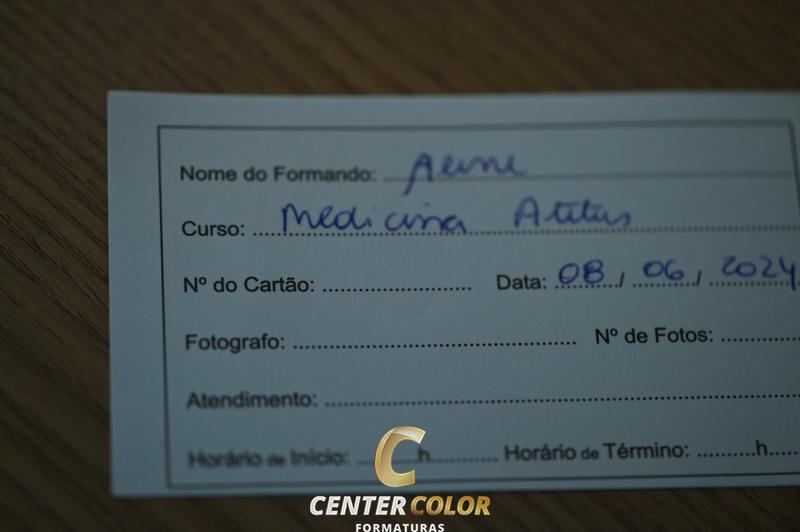 Nome do Formando:
Curso: Medicina Atitus
Nº do Cartão: Data: 08 / 06 / 2024
Fotografo: Nº de Fotos:
Atendimento:
Horário de Início: h Horário de Término: h
CENTER COLOR
FORMATURAS